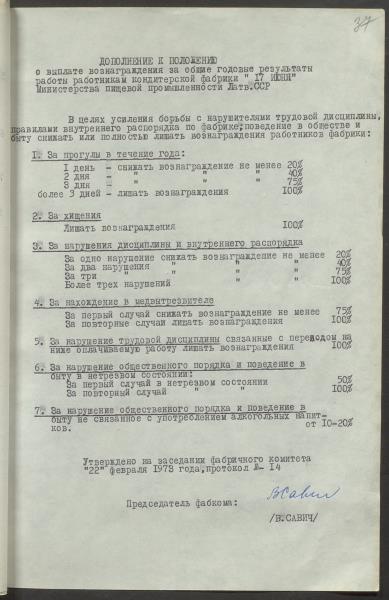 37
ДОПОЛНЕНИЕ К ПОЛОЖЕНИЮ
о выплате вознаграждения за общие годовые результаты
работы работникам кондитерской фабрики " 17 ИЮНИ"
Министерства пищевой промышленности Латв.ССР
В целях усиления борьбы с нарушителями трудовой дисциплины,
правилами внутреннего распорядка по фабрике;поведение в обществе и
быту снижать или полностью лишать вознаграждения работников фабрики:
1. За прогулы в течение года:
1 день - снижать вознаграждение не менее 20%
2 дня - " " " 40%
3 дня - " " " 75%
более 3 дней - лишать вознаграждения 100%
2. За хищения
Лишать вознаграждения 100%
3. За нарушения дисциплины и внутреннего распорядка
За одно нарушение снижать вознаграждение не менее 20%
За два нарушения " " " 40%
За три " " " " 75%
Более трех нарушений " " 100%
4. За нахождение в медвытрезвителе
За первый случай снижать вознаграждение не менее 75%
За повторные случаи лишать вознаграждения 100%
5. За нарушение трудовой дисциплины связанные с переводом на
ниже оплачиваемую работу лишать вознаграждения 100%
6. За нарушение общественного порядка и поведение в
быту в нетрезвом состоянии:
За первый случай в нетрезвом состоянии 50%
За повторный случай " " 100%
7. За нарушение общественного порядка и поведение в
быту не связанное с употреблением алкогольных напит-
ков. от 10-20%
Утверждено на заседании фабричного комитета
"22" февраля 1973 года,протокол № 14
ВСавич
Председатель фабкома:
/В.САВИЧ/